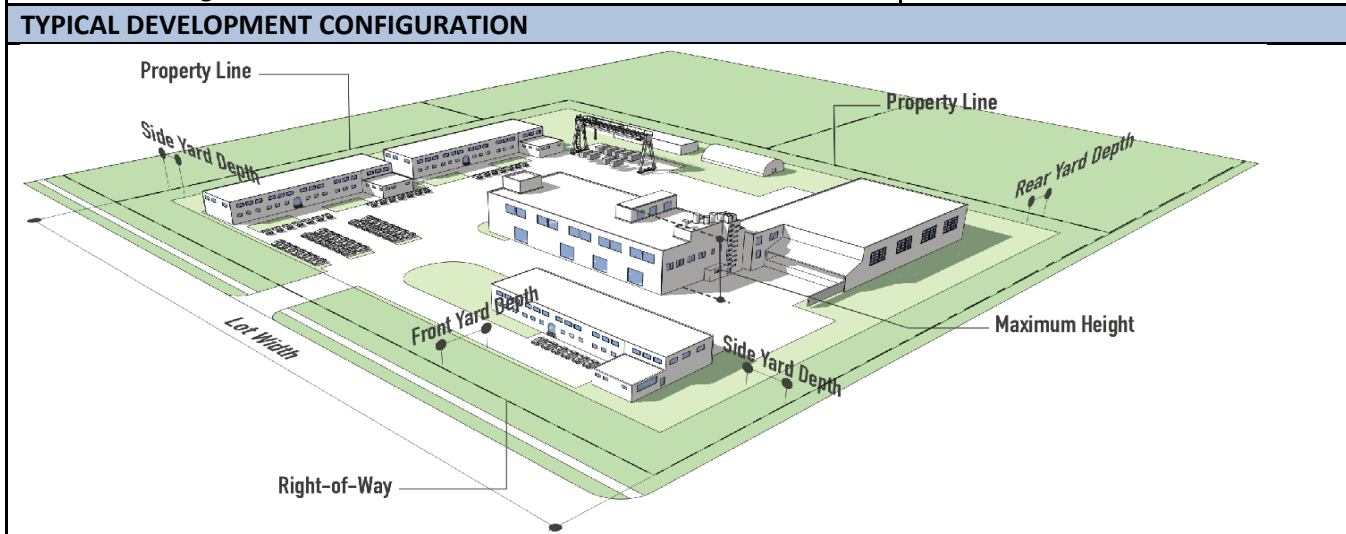 TYPICAL DEVELOPMENT CONFIGURATION
Property Line
Property Line
Side Yard Depth
Rear Yard Depth
Front Yard Depth
Lot Width
Maximum Height
Side Yard Depth
Right-of-Way